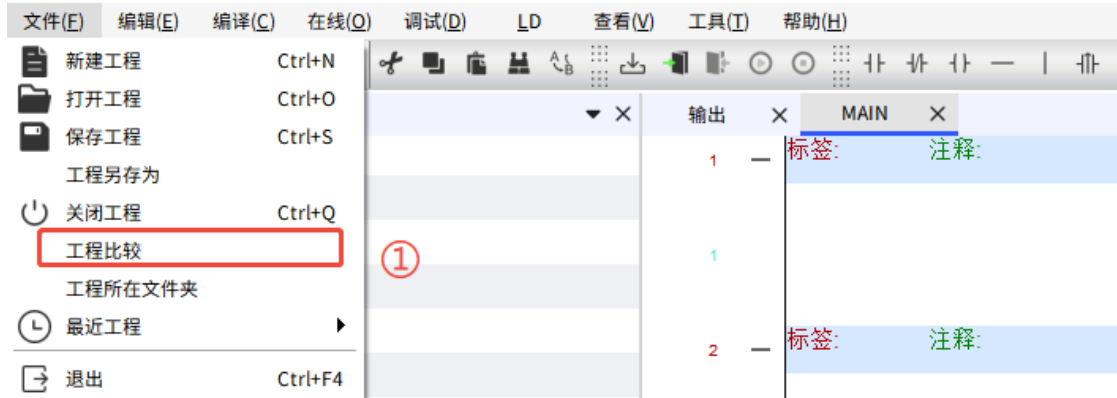 文件(F) 编辑(E) 编译(C) 在线(O) 调试(D) LD 查看(V) 工具(T) 帮助(H)
新建工程 Ctrl+N
打开工程 Ctrl+O
保存工程 Ctrl+S
工程另存为
关闭工程 Ctrl+Q
工程比较
工程所在文件夹
最近工程
退出 Ctrl+F4
①
A B
输出 MAIN
1 标签: 注释:
1
2 标签: 注释: